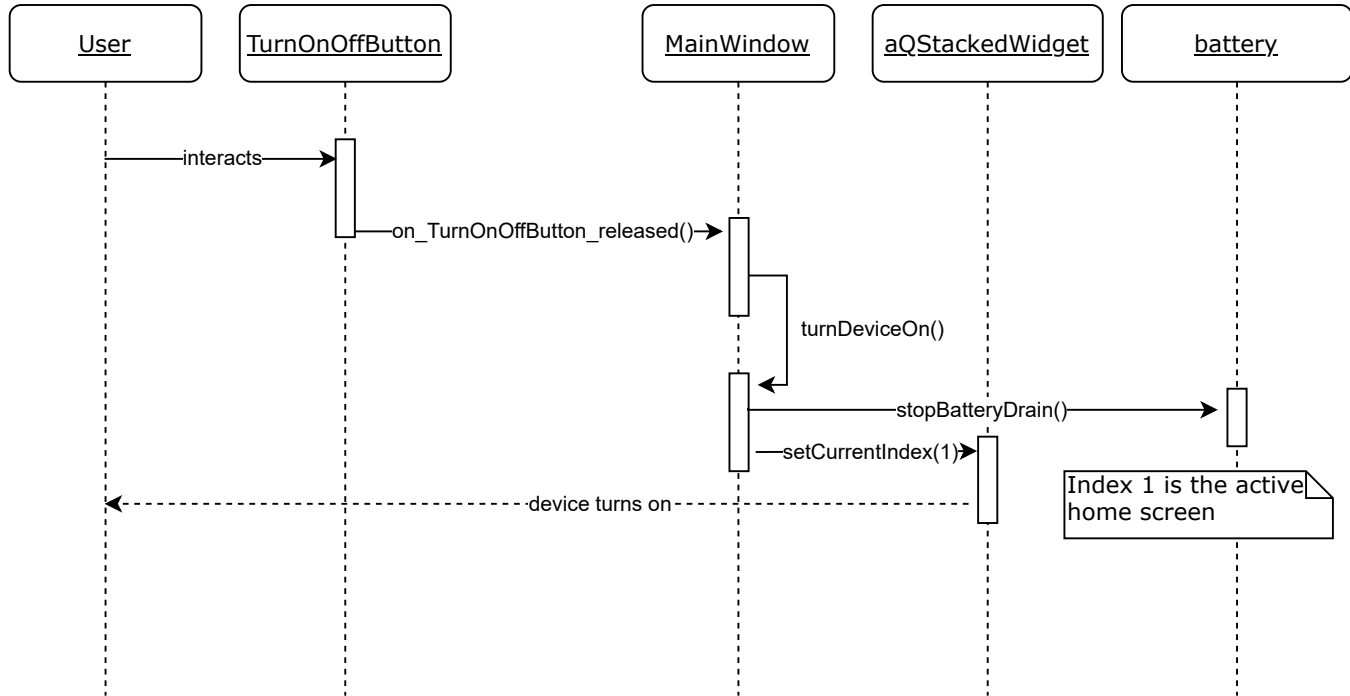 User
TurnOnOffButton
MainWindow
aQStackedWidget
battery
interacts
on_TurnOnOffButton_released()
turnDeviceOn()
stopBatteryDrain()
setCurrentIndex(1)
device turns on
Index 1 is the active
home screen